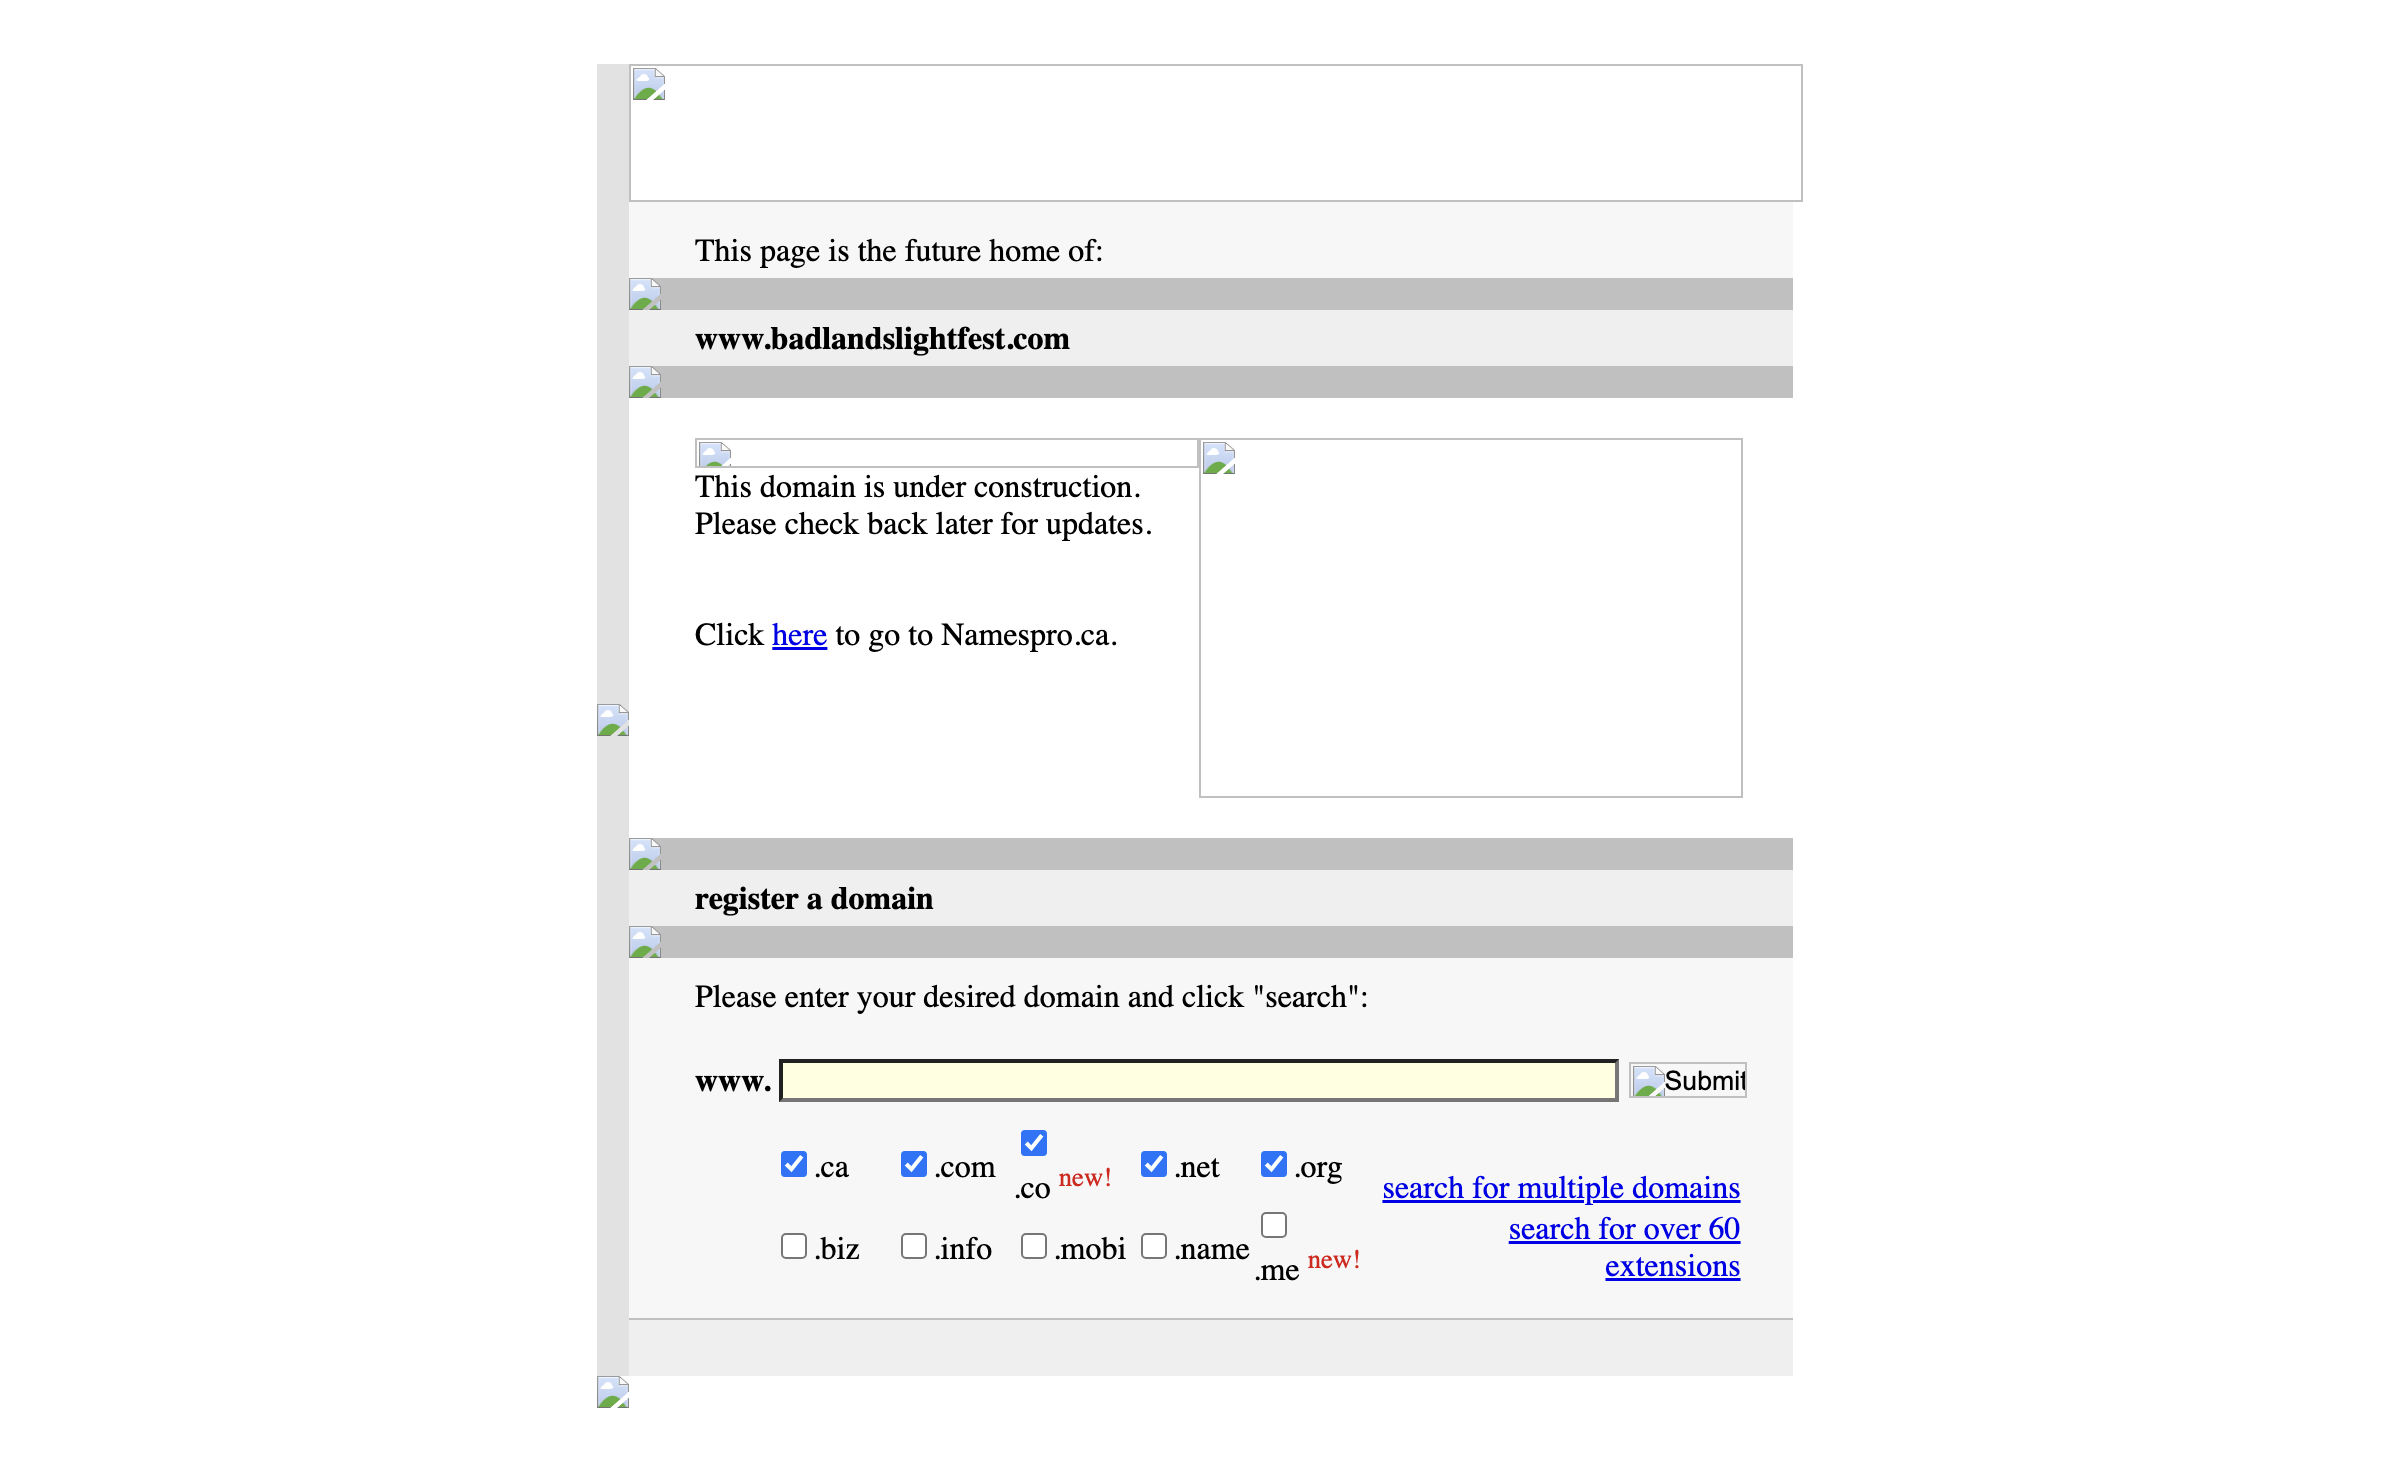 This page is the future home of:
www.badlandslightfest.com
This domain is under construction.
Please check back later for updates.
Click here to go to Namespro.ca.
register a domain
Please enter your desired domain and click "search":
www. Submit
.ca .com .co new! .net .org
.biz .info .mobi .name .me new!
search for multiple domains
search for over 60
extensions